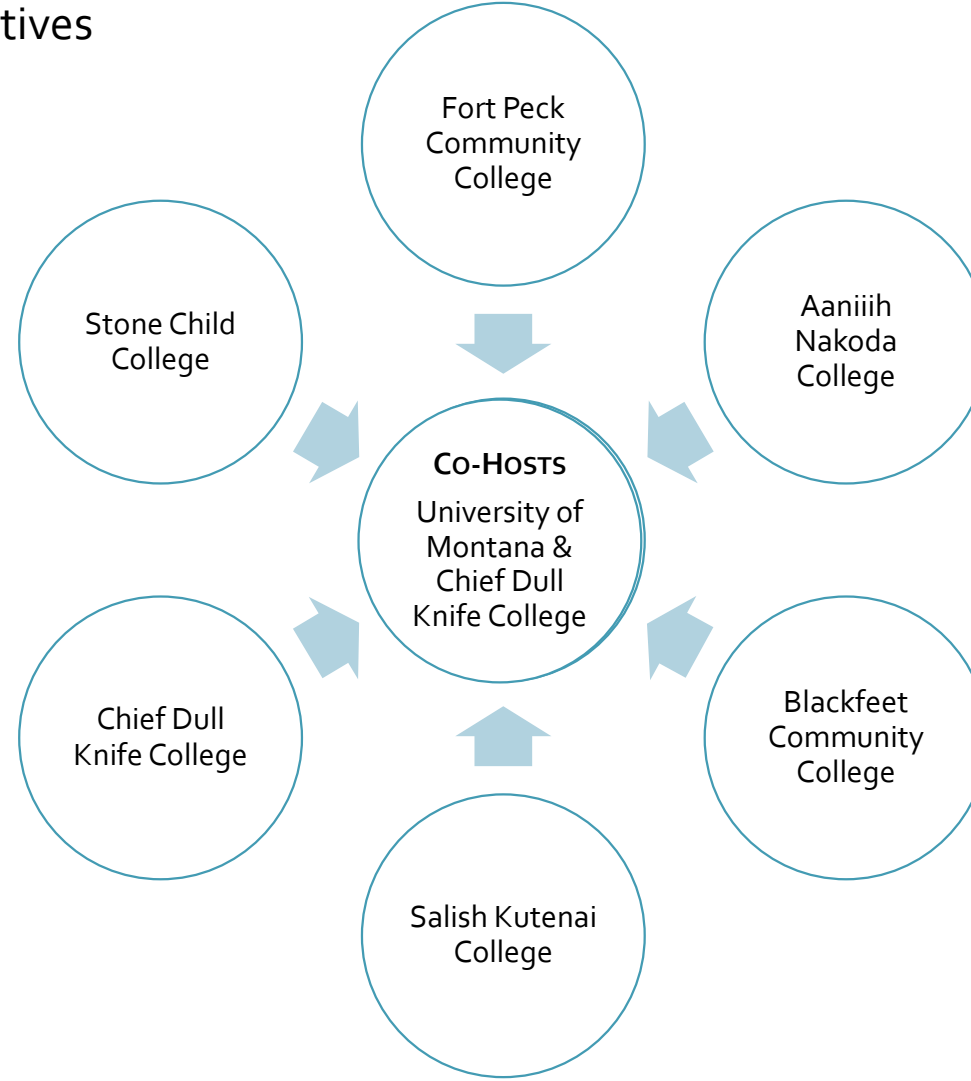 tives
Fort Peck
Community
College
Stone Child
College
Aaniiih
Nakoda
College
Co-Hosts
University of
Montana &
Chief Dull
Knife College
Chief Dull
Knife College
Blackfeet
Community
College
Salish Kutenai
College